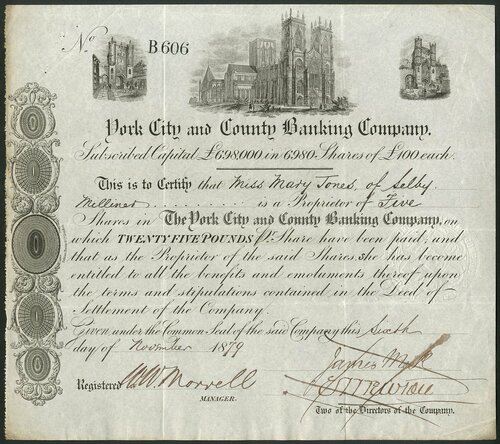 No B606
York City and County Banking Company.
Subscribed Capital £698,000, in 6980 Shares of £100 each.
This is to Certify that Miss Mary Jones, of Selby
Milliner .......... is a Proprietor of Five
Shares in The York City and County Banking Company, on
which TWENTY FIVE POUNDS pr. Share have been paid, and
that as the Proprietor of the said Shares, she has become
entitled to all the benefits and emoluments thereof upon
the terms and stipulations contained in the Deed of
Settlement of the Company.
GIVEN under the Common Seal of the said Company this Sixth
day of November 1879
James
Registered Morrell
MANAGER.
Two of the Directors of the Company.